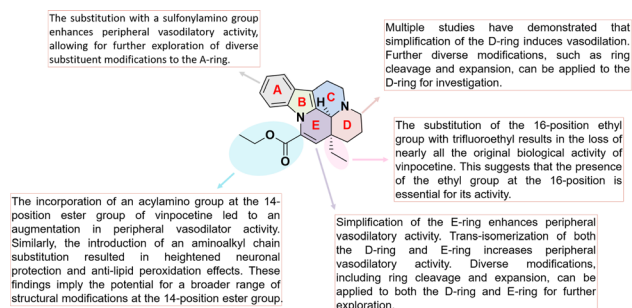 The substitution with a sulfonylamino group
enhances peripheral vasodilatory activity,
allowing for further exploration of diverse
substituent modifications to the A-ring.
Multiple studies have demonstrated that
simplification of the D-ring induces vasodilation.
Further diverse modifications, such as ring
cleavage and expansion, can be applied to the
D-ring for investigation.
A
B
C
H
N
N
E
D
O
O
The substitution of the 16-position ethyl
group with trifluoroethyl results in the loss of
nearly all the original biological activity of
vinpocetine. This suggests that the presence
of the ethyl group at the 16-position is
essential for its activity.
The incorporation of an acylamino group at the 14-
position ester group of vinpocetine led to an
augmentation in peripheral vasodilator activity.
Similarly, the introduction of an aminoalkyl chain
substitution resulted in heightened neuronal
protection and anti-lipid peroxidation effects. These
findings imply the potential for a broader range of
structural modifications at the 14-position ester group.
Simplification of the E-ring enhances peripheral
vasodilatory activity. Trans-isomerization of both
the D-ring and E-ring increases peripheral
vasodilatory activity. Diverse modifications,
including ring cleavage and expansion, can be
applied to both the D-ring and E-ring for further
exploration.